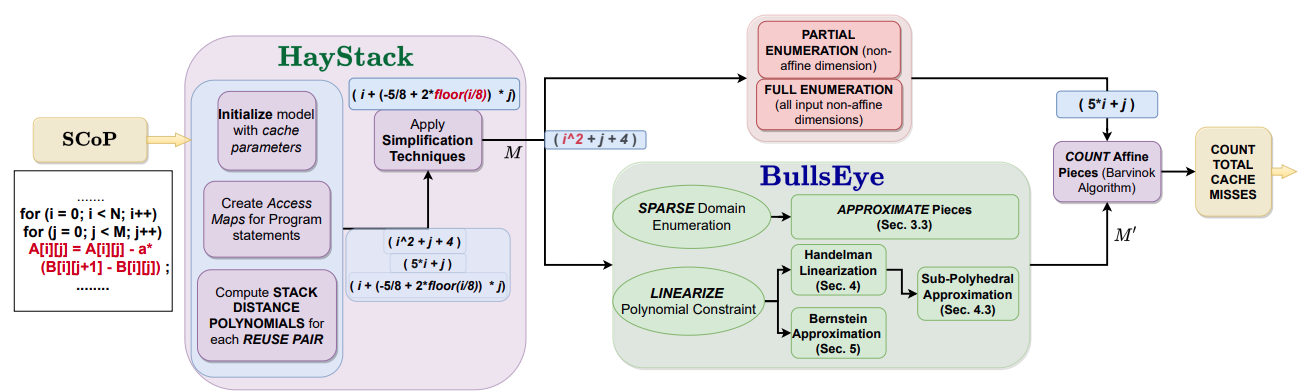 HayStack
SCoP
.......
for (i = 0; i < N; i++)
for (j = 0; j < M; j++)
A[i][j] = A[i][j] - a*
(B[i][j+1] - B[i][j]) ;
........
Initialize model
with cache
parameters
Create Access
Maps for Program
statements
Compute STACK
DISTANCE
POLYNOMIALS for
each REUSE PAIR
( i + (-5/8 + 2*floor(i/8)) * j)
Apply
Simplification
Techniques
( i^2 + j + 4 )
( 5*i + j )
( i + (-5/8 + 2*floor(i/8)) * j)
M
( i^2 + j + 4 )
PARTIAL
ENUMERATION (non-
affine dimension)
FULL ENUMERATION
(all input non-affine
dimensions)
BullsEye
SPARSE Domain
Enumeration
APPROXIMATE Pieces
(Sec. 3.3)
LINEARIZE
Polynomial Constraint
Handelman
Linearization
(Sec. 4)
Sub-Polyhedral
Approximation
(Sec. 4.3)
Bernstein
Approximation
(Sec. 5)
( 5*i + j )
COUNT Affine
Pieces (Barvinok
Algorithm)
M′
COUNT
TOTAL
CACHE
MISSES